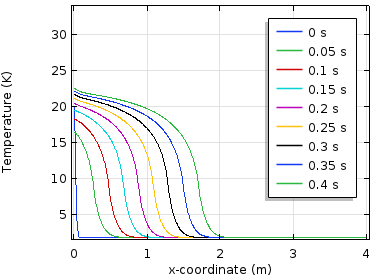 Temperature (K)
30
25
20
15
10
5
0 1 2 3 4
x-coordinate (m)
0 s
0.05 s
0.1 s
0.15 s
0.2 s
0.25 s
0.3 s
0.35 s
0.4 s